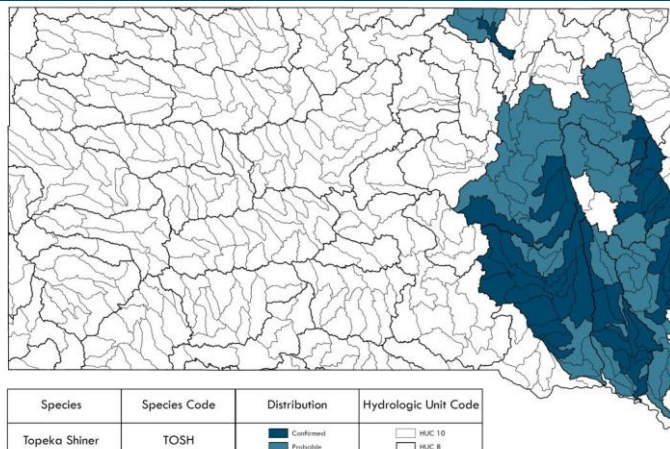 Species Species Code Distribution Hydrologic Unit Code
Topeka Shiner TOSH
Confirmed HUC 10
Probable HUC 8